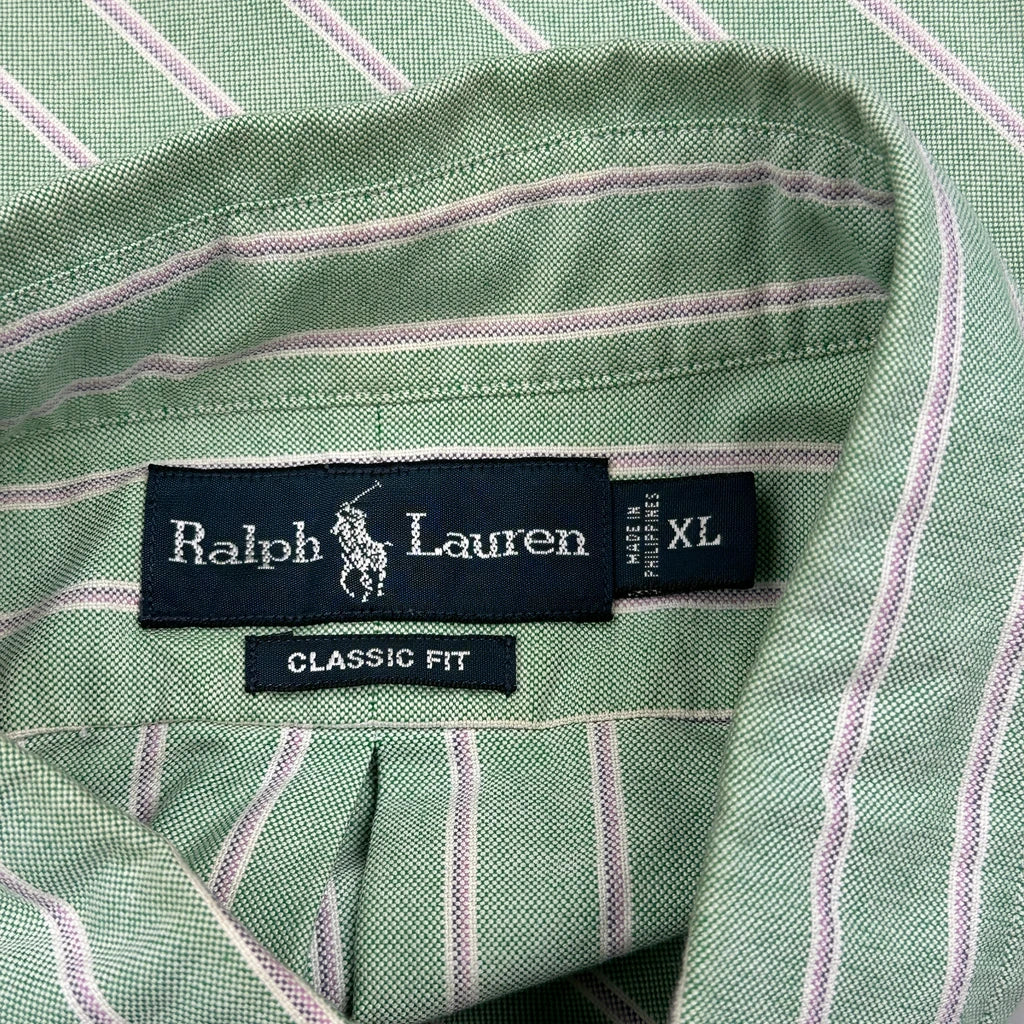 Ralph Lauren
MADE IN
PHILIPPINES
XL
CLASSIC FIT